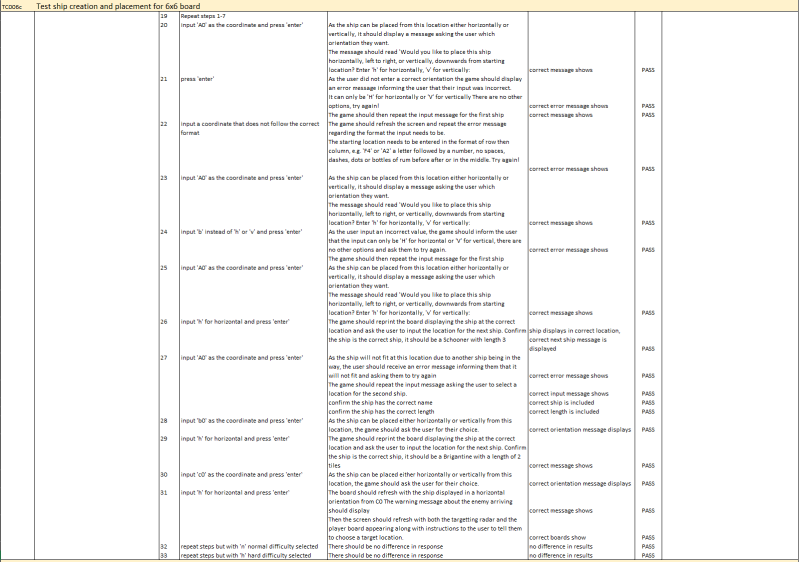 TC006c Test ship creation and placement for 6x6 board
19 Repeat steps 1-7
20 input 'A0' as the coordinate and press 'enter' As the ship can be placed from this location either horizontally or
vertically, it should display a message asking the user which
orientation they want.
The message should read 'Would you like to place this ship
horizontally, left to right, or vertically, downwards from starting
location? Enter 'h' for horizontally, 'v' for vertically: correct message shows PASS
21 press 'enter' As the user did not enter a correct orientation the game should display
an error message informing the user that their input was incorrect.
It can only be 'H' for horizontally or 'V' for vertically There are no other
options, try again! correct error message shows PASS
The game should then repeat the input message for the first ship correct message shows PASS
22 Input a coordinate that does not follow the correct The game should refresh the screen and repeat the error message
format regarding the format the input needs to be.
The starting location needs to be entered in the format of row then
column, e.g. 'F4' or 'A2' a letter followed by a number, no spaces,
dashes, dots or bottles of rum before after or in the middle. Try again!
correct error message shows PASS
23 input 'A0' as the coordinate and press 'enter' As the ship can be placed from this location either horizontally or
vertically, it should display a message asking the user which
orientation they want.
The message should read 'Would you like to place this ship
horizontally, left to right, or vertically, downwards from starting
location? Enter 'h' for horizontally, 'v' for vertically: correct message shows PASS
24 input 'b' instead of 'h' or 'v' and press 'enter' As the user input an incorrect value, the game should inform the user
that the input can only be 'H' for horizontal or 'V' for vertical, there are
no other options and ask them to try again. correct error message shows PASS
The game should then repeat the input message for the first ship
25 input 'A0' as the coordinate and press 'enter' As the ship can be placed from this location either horizontally or
vertically, it should display a message asking the user which
orientation they want.
The message should read 'Would you like to place this ship
horizontally, left to right, or vertically, downwards from starting
location? Enter 'h' for horizontally, 'v' for vertically: correct message shows PASS
26 input 'h' for horizontal and press 'enter' The game should reprint the board displaying the ship at the correct
location and ask the user to input the location for the next ship. Confirm ship displays in correct location,
the ship is the correct ship, it should be a Schooner with length 3 correct next ship message is
displayed PASS
27 input 'A0' as the coordinate and press 'enter' As the ship will not fit at this location due to another ship being in the
way, the user should receive an error message informing them that it
will not fit and asking them to try again correct error message shows PASS
The game should repeat the input message asking the user to select a
location for the second ship. correct input message shows PASS
confirm the ship has the correct name correct ship is included PASS
confirm the ship has the correct length correct length is included PASS
28 input 'b0' as the coordinate and press 'enter' As the ship can be placed either horizontally or vertically from this
location, the game should ask the user for their choice. correct orientation message displays PASS
29 input 'h' for horizontal and press 'enter' The game should reprint the board displaying the ship at the correct
location and ask the user to input the location for the next ship. Confirm
the ship is the correct ship, it should be a Brigantine with a length of 2
tiles correct message shows PASS
30 input 'c0' as the coordinate and press 'enter' As the ship can be placed either horizontally or vertically from this
location, the game should ask the user for their choice. correct orientation message displays PASS
31 input 'h' for horizontal and press 'enter' The board should refresh with the ship displayed in a horizontal
orientation from C0 The warning message about the enemy arriving
should display correct message shows PASS
Then the screen should refresh with both the targetting radar and the
player board appearing along with instructions to the user to tell them
to choose a target location. correct boards show PASS
32 repeat steps but with 'n' normal difficulty selected There should be no difference in response no difference in results PASS
33 repeat steps but with 'h' hard difficulty selected There should be no difference in response no difference in results PASS